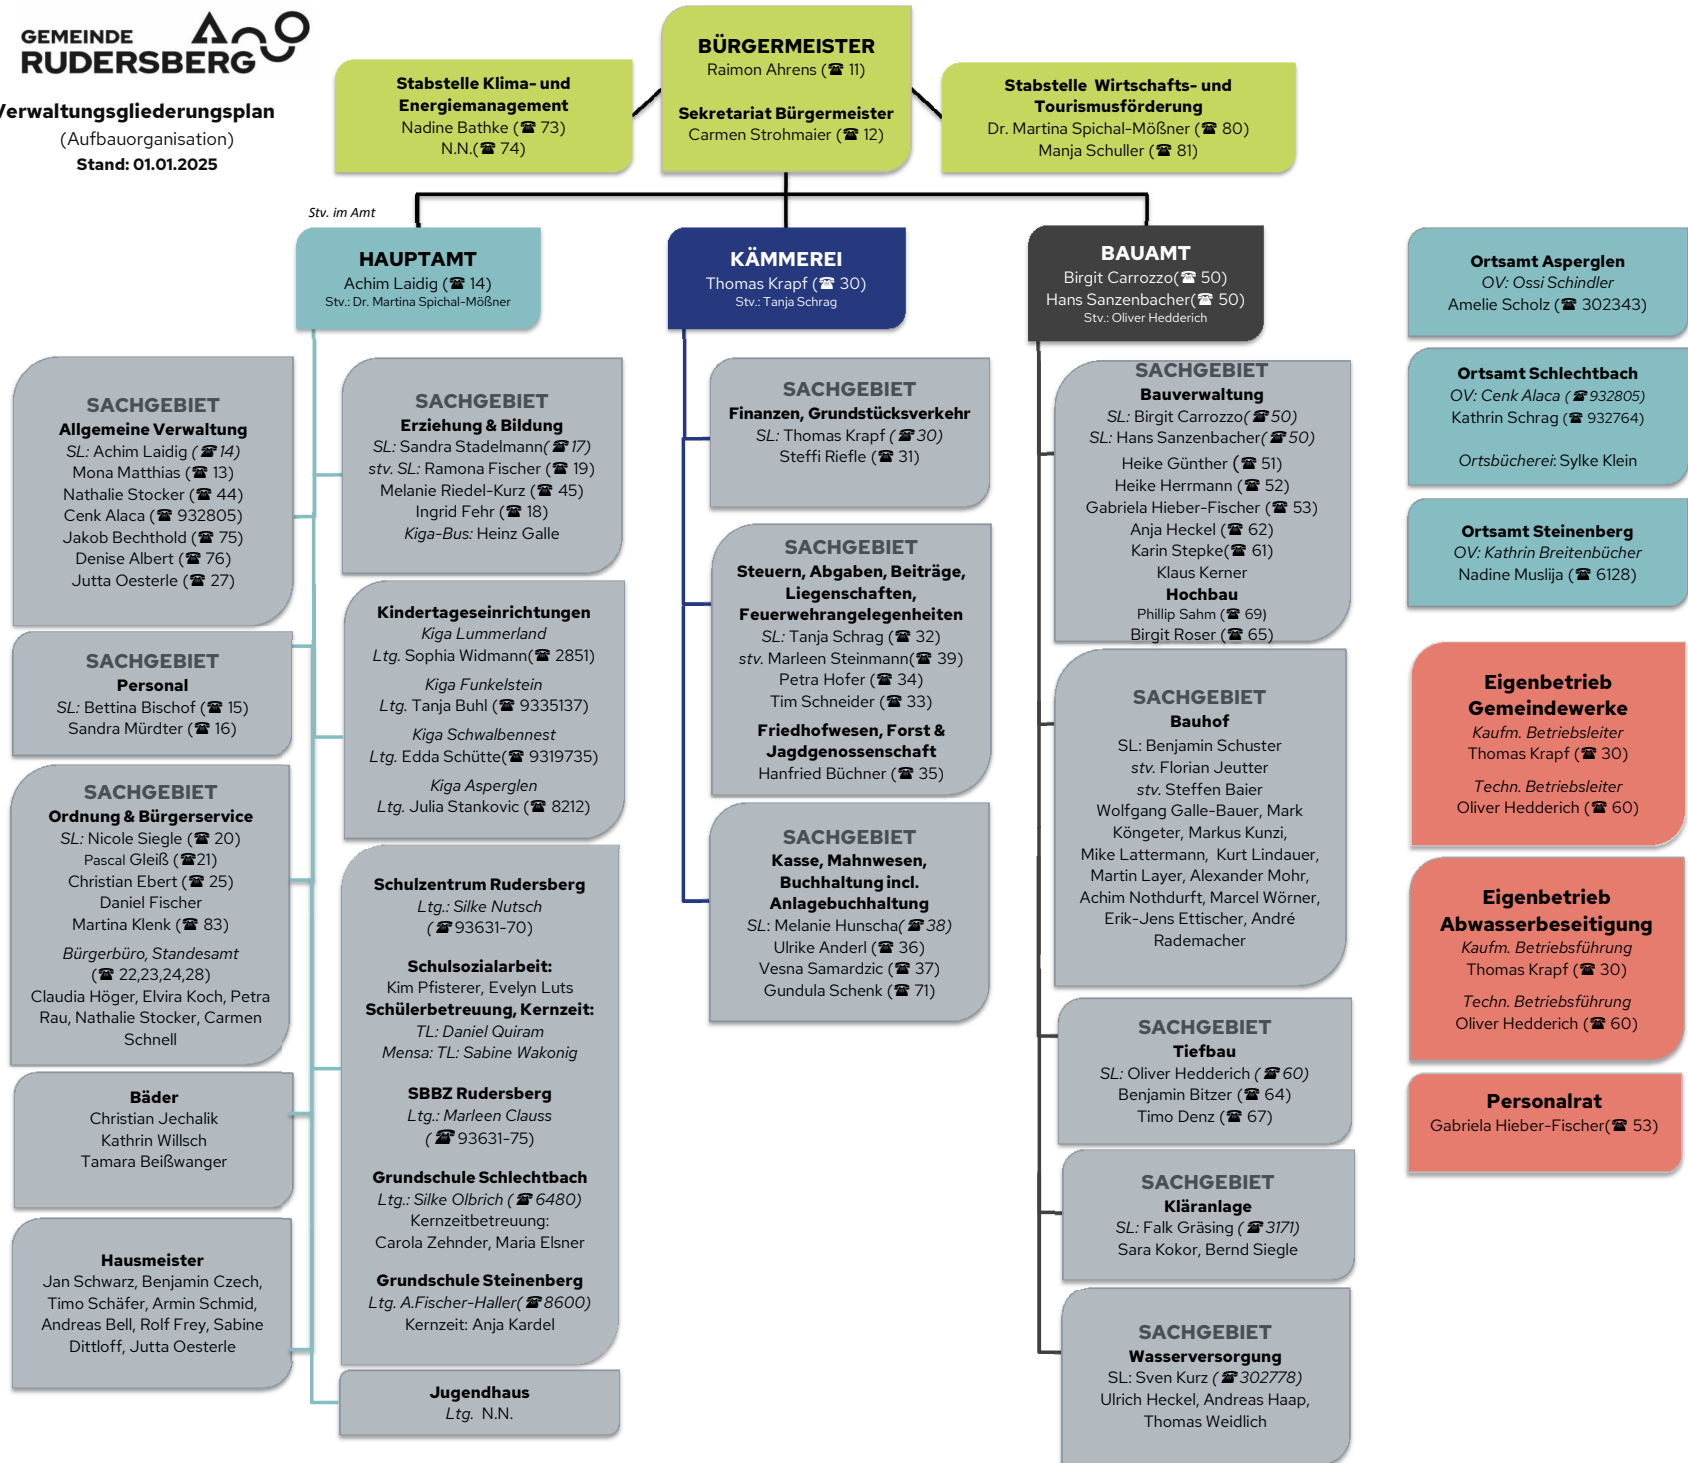 GEMEINDE
RUDERSBERG
Verwaltungsgliederungsplan
(Aufbauorganisation)
Stand: 01.01.2025
Stabstelle Klima- und
Energiemanagement
Nadine Bathke (☎ 73)
N.N.(☎ 74)
BÜRGERMEISTER
Raimon Ahrens (☎ 11)
Sekretariat Bürgermeister
Carmen Strohmaier (☎ 12)
Stabstelle Wirtschafts- und
Tourismusförderung
Dr. Martina Spichal-Mößner (☎ 80)
Manja Schuller (☎ 81)
Stv. im Amt
HAUPTAMT
Achim Laidig (☎ 14)
Stv.: Dr. Martina Spichal-Mößner
KÄMMEREI
Thomas Krapf (☎ 30)
Stv.: Tanja Schrag
BAUAMT
Birgit Carrozzo(☎ 50)
Hans Sanzenbacher(☎ 50)
Stv.: Oliver Hedderich
SACHGEBIET
Allgemeine Verwaltung
SL: Achim Laidig (☎ 14)
Mona Matthias (☎ 13)
Nathalie Stocker (☎ 44)
Cenk Alaca (☎ 932805)
Jakob Bechthold (☎ 75)
Denise Albert (☎ 76)
Jutta Oesterle (☎ 27)
SACHGEBIET
Personal
SL: Bettina Bischof (☎ 15)
Sandra Mürdter (☎ 16)
SACHGEBIET
Ordnung & Bürgerservice
SL: Nicole Siegle (☎ 20)
Pascal Gleiß (☎21)
Christian Ebert (☎ 25)
Daniel Fischer
Martina Klenk (☎ 83)
Bürgerbüro, Standesamt
(☎ 22,23,24,28)
Claudia Höger, Elvira Koch, Petra
Rau, Nathalie Stocker, Carmen
Schnell
Bäder
Christian Jechalik
Kathrin Willsch
Tamara Beißwanger
Hausmeister
Jan Schwarz, Benjamin Czech,
Timo Schäfer, Armin Schmid,
Andreas Bell, Rolf Frey, Sabine
Dittloff, Jutta Oesterle
SACHGEBIET
Erziehung & Bildung
SL: Sandra Stadelmann(☎ 17)
stv. SL: Ramona Fischer (☎ 19)
Melanie Riedel-Kurz (☎ 45)
Ingrid Fehr (☎ 18)
Kiga-Bus: Heinz Galle
Kindertageseinrichtungen
Kiga Lummerland
Ltg. Sophia Widmann(☎ 2851)
Kiga Funkelstein
Ltg. Tanja Buhl (☎ 9335137)
Kiga Schwalbennest
Ltg. Edda Schütte(☎ 9319735)
Kiga Asperglen
Ltg. Julia Stankovic (☎ 8212)
Schulzentrum Rudersberg
Ltg.: Silke Nutsch
(☎ 93631-70)
Schulsozialarbeit:
Kim Pfisterer, Evelyn Luts
Schülerbetreuung, Kernzeit:
TL: Daniel Quiram
Mensa: TL: Sabine Wakonig
SBBZ Rudersberg
Ltg.: Marleen Clauss
(☎ 93631-75)
Grundschule Schlechtbach
Ltg.: Silke Olbrich (☎ 6480)
Kernzeitbetreuung:
Carola Zehnder, Maria Elsner
Grundschule Steinenberg
Ltg. A.Fischer-Haller(☎ 8600)
Kernzeit: Anja Kardel
Jugendhaus
Ltg. N.N.
SACHGEBIET
Finanzen, Grundstücksverkehr
SL: Thomas Krapf (☎ 30)
Steffi Riefle (☎ 31)
SACHGEBIET
Steuern, Abgaben, Beiträge,
Liegenschaften,
Feuerwehrangelegenheiten
SL: Tanja Schrag (☎ 32)
stv. Marleen Steinmann(☎ 39)
Petra Hofer (☎ 34)
Tim Schneider (☎ 33)
Friedhofwesen, Forst &
Jagdgenossenschaft
Hanfried Büchner (☎ 35)
SACHGEBIET
Kasse, Mahnwesen,
Buchhaltung incl.
Anlagebuchhaltung
SL: Melanie Hunscha(☎ 38)
Ulrike Anderl (☎ 36)
Vesna Samardzic (☎ 37)
Gundula Schenk (☎ 71)
SACHGEBIET
Bauverwaltung
SL: Birgit Carrozzo(☎ 50)
SL: Hans Sanzenbacher(☎ 50)
Heike Günther (☎ 51)
Heike Herrmann (☎ 52)
Gabriela Hieber-Fischer (☎ 53)
Anja Heckel (☎ 62)
Karin Stepke(☎ 61)
Klaus Kerner
Hochbau
Phillip Sahm (☎ 69)
Birgit Roser (☎ 65)
SACHGEBIET
Bauhof
SL: Benjamin Schuster
stv. Florian Jeutter
stv. Steffen Baier
Wolfgang Galle-Bauer, Mark
Köngeter, Markus Kunzi,
Mike Lattermann, Kurt Lindauer,
Martin Layer, Alexander Mohr,
Achim Nothdurft, Marcel Wörner,
Erik-Jens Ettischer, André
Rademacher
SACHGEBIET
Tiefbau
SL: Oliver Hedderich (☎ 60)
Benjamin Bitzer (☎ 64)
Timo Denz (☎ 67)
SACHGEBIET
Kläranlage
SL: Falk Gräsing (☎ 3171)
Sara Kokor, Bernd Siegle
SACHGEBIET
Wasserversorgung
SL: Sven Kurz (☎ 302778)
Ulrich Heckel, Andreas Haap,
Thomas Weidlich
Ortsamt Asperglen
OV: Ossi Schindler
Amelie Scholz (☎ 302343)
Ortsamt Schlechtbach
OV: Cenk Alaca (☎ 932805)
Kathrin Schrag (☎ 932764)
Ortsbücherei: Sylke Klein
Ortsamt Steinenberg
OV: Kathrin Breitenbücher
Nadine Muslija (☎ 6128)
Eigenbetrieb
Gemeindewerke
Kaufm. Betriebsleiter
Thomas Krapf (☎ 30)
Techn. Betriebsleiter
Oliver Hedderich (☎ 60)
Eigenbetrieb
Abwasserbeseitigung
Kaufm. Betriebsführung
Thomas Krapf (☎ 30)
Techn. Betriebsführung
Oliver Hedderich (☎ 60)
Personalrat
Gabriela Hieber-Fischer(☎ 53)